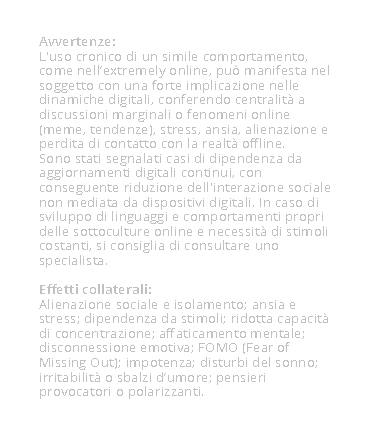 Avvertenze:
L'uso cronico di un simile comportamento,
come nell'extremely online, può manifesta nel
soggetto con una forte implicazione nelle
dinamiche digitali, conferendo centralità a
discussioni marginali o fenomeni online
(meme, tendenze), stress, ansia, alienazione e
perdita di contatto con la realtà offline.
Sono stati segnalati casi di dipendenza da
aggiornamenti digitali continui, con
conseguente riduzione dell'interazione sociale
non mediata da dispositivi digitali. In caso di
sviluppo di linguaggi e comportamenti propri
delle sottoculture online e necessità di stimoli
costanti, si consiglia di consultare uno
specialista.
Effetti collaterali:
Alienazione sociale e isolamento; ansia e
stress; dipendenza da stimoli; ridotta capacità
di concentrazione; affaticamento mentale;
disconnessione emotiva; FOMO (Fear of
Missing Out); impotenza; disturbi del sonno;
irritabilità o sbalzi d'umore; pensieri
provocatori o polarizzanti.